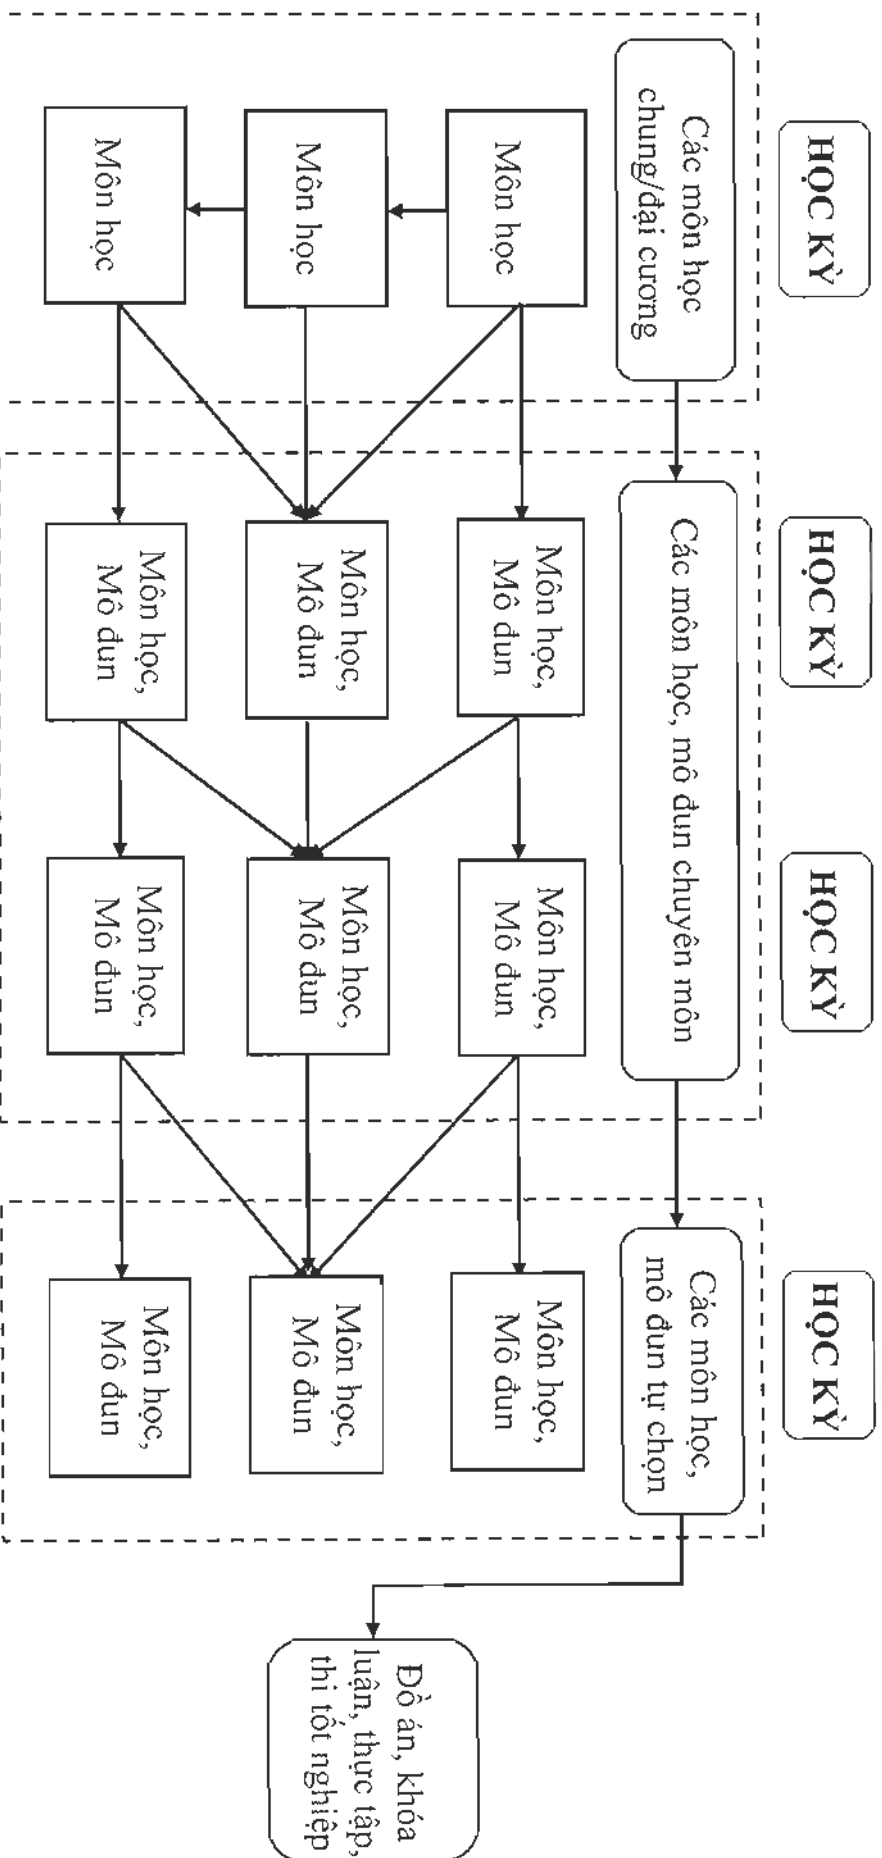 HỌC KỲ
HỌC KỲ
HỌC KỲ
HỌC KỲ
Các môn học
chung/đại cương
Các môn học, mô đun chuyên môn
Các môn học,
mô đun tự chọn
Môn học
Môn học,
Mô đun
Môn học,
Mô đun
Môn học,
Mô đun
Môn học
Môn học,
Mô đun
Môn học,
Mô đun
Môn học,
Mô đun
Môn học
Môn học,
Mô đun
Môn học,
Mô đun
Môn học,
Mô đun
Đồ án, khóa
luận, thực tập,
thi tốt nghiệp